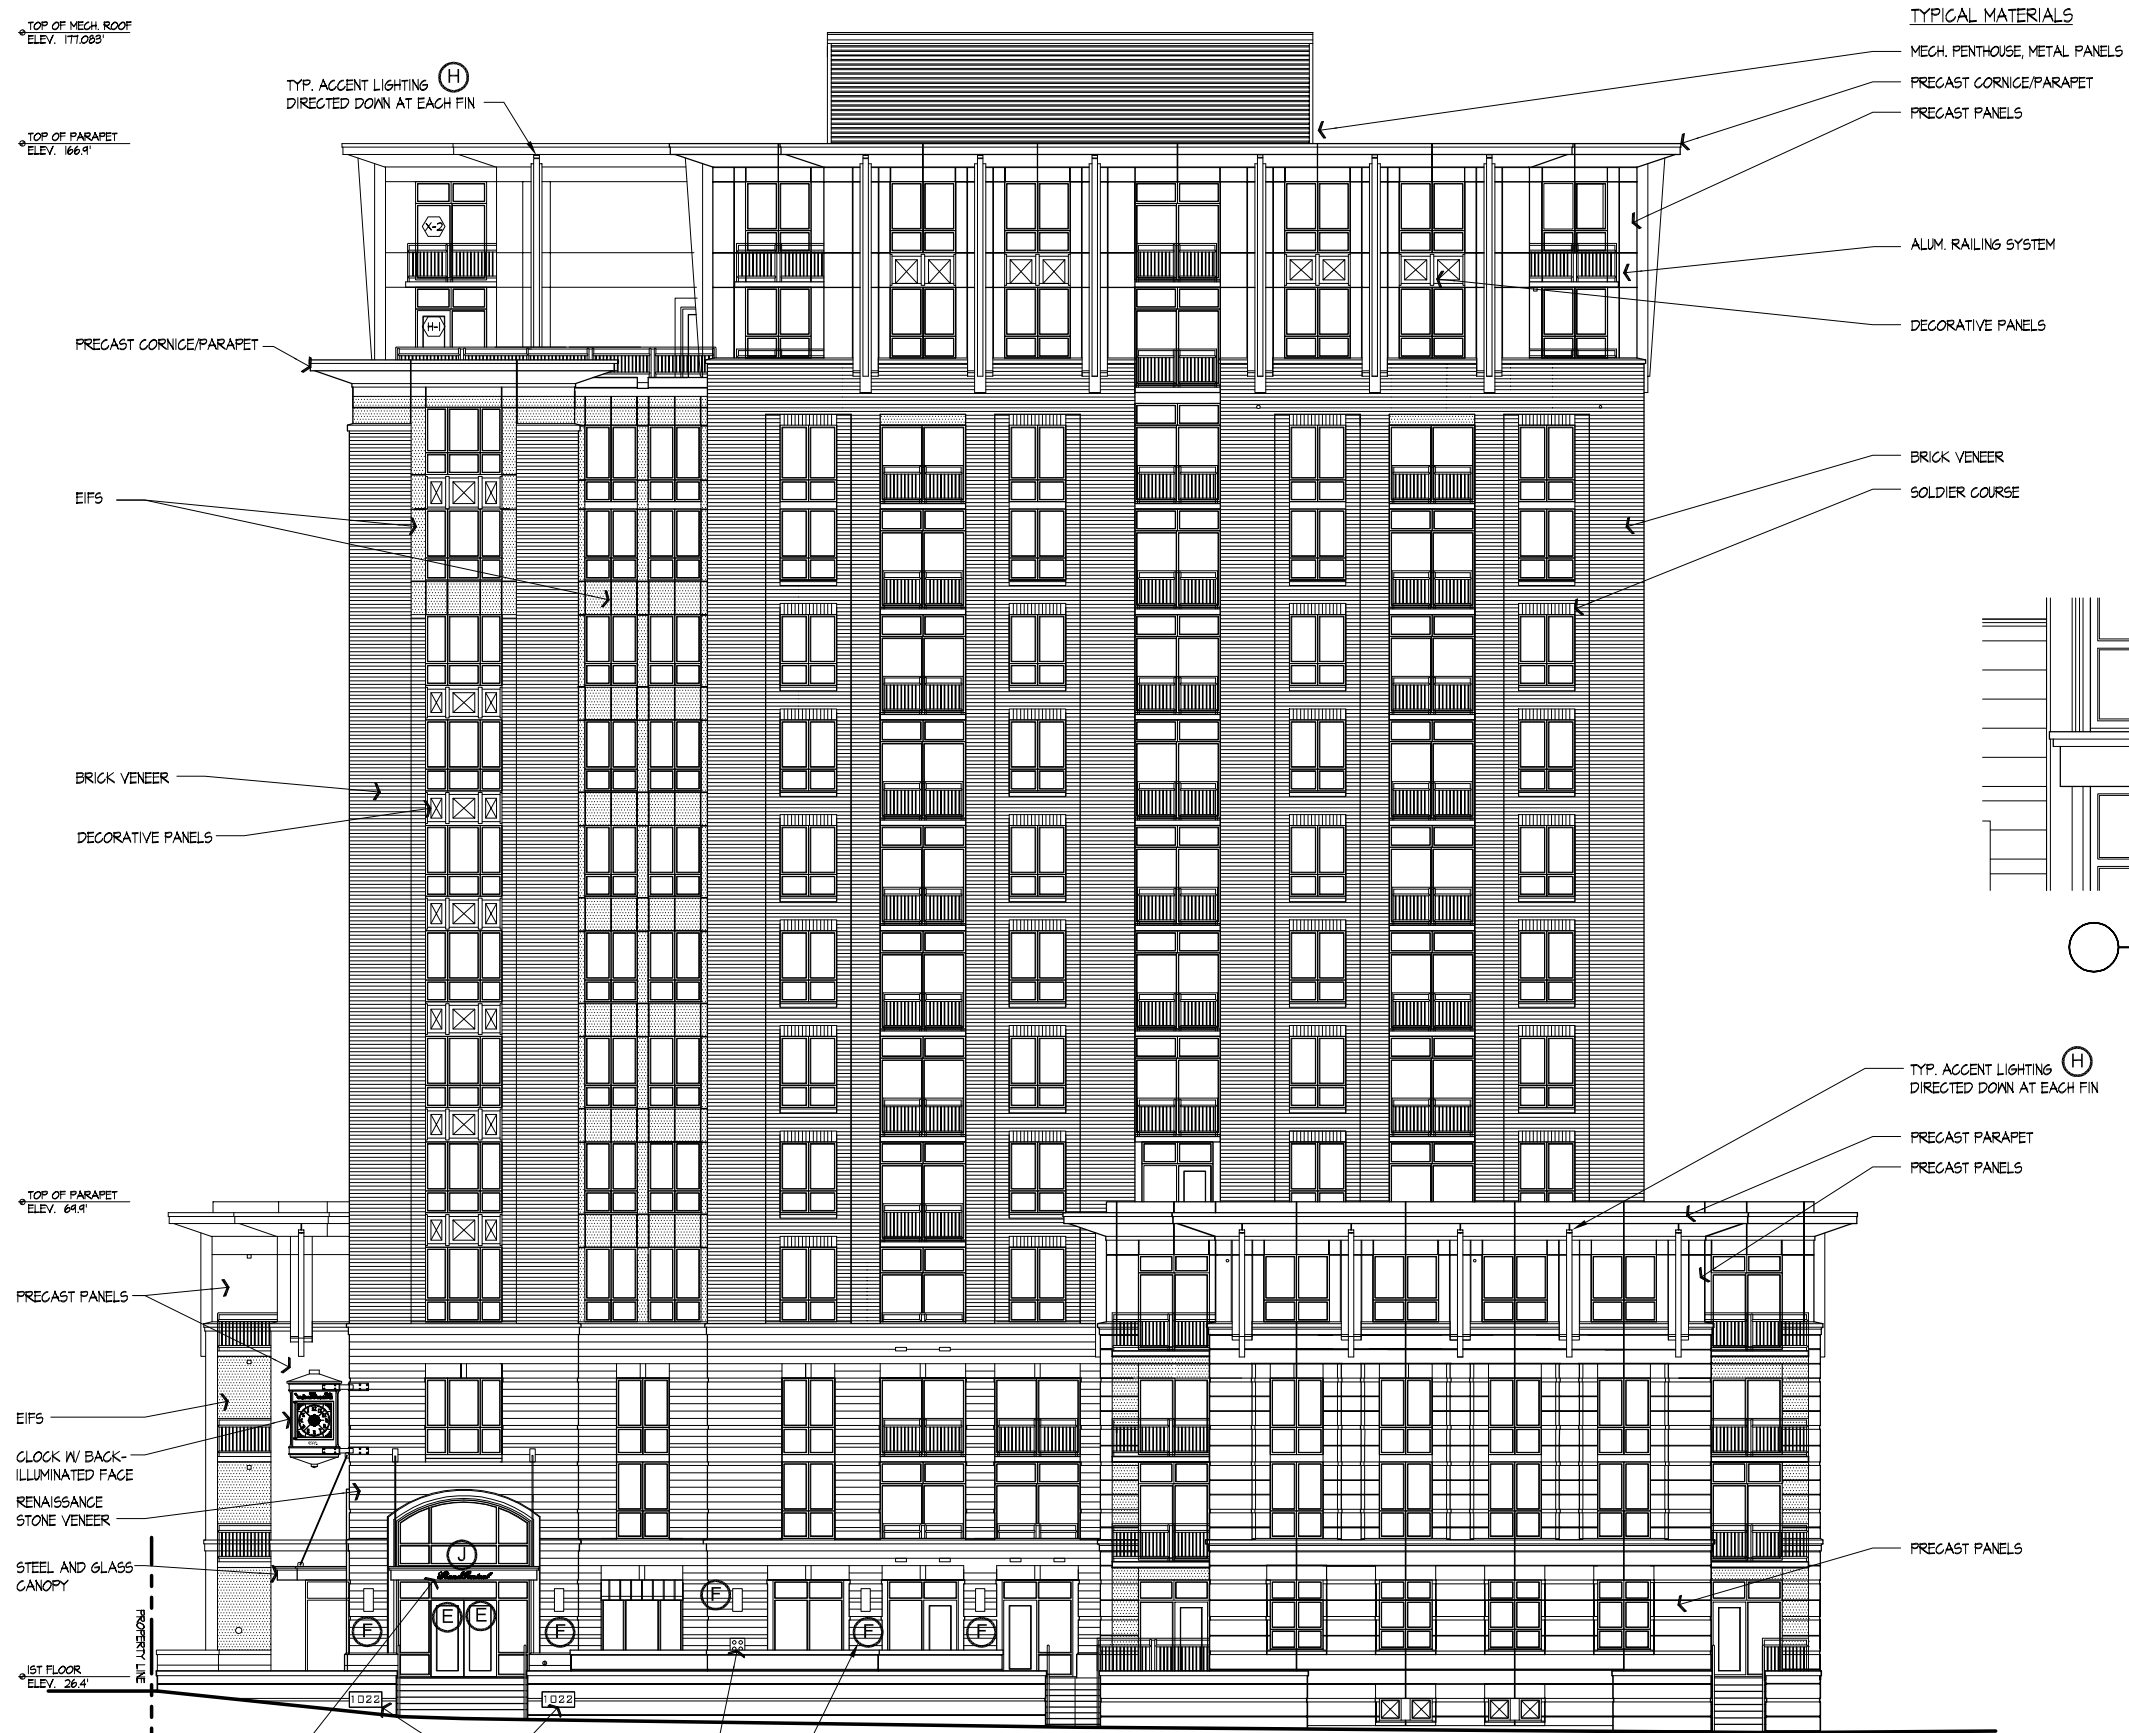 TYPICAL MATERIALS
TOP OF MECH. ROOF
ELEV. 177.083'
MECH. PENTHOUSE, METAL PANELS
TYP. ACCENT LIGHTING H
DIRECTED DOWN AT EACH FIN
PRECAST CORNICE/PARAPET
PRECAST PANELS
TOP OF PARAPET
ELEV. 166.9'
X-2
ALUM. RAILING SYSTEM
H-1
DECORATIVE PANELS
PRECAST CORNICE/PARAPET
BRICK VENEER
SOLDIER COURSE
EIFS
BRICK VENEER
DECORATIVE PANELS
TYP. ACCENT LIGHTING H
DIRECTED DOWN AT EACH FIN
PRECAST PARAPET
PRECAST PANELS
TOP OF PARAPET
ELEV. 69.9'
PRECAST PANELS
EIFS
CLOCK W/ BACK-
ILLUMINATED FACE
RENAISSANCE
STONE VENEER
STEEL AND GLASS
CANOPY
PRECAST PANELS
J
E E
F
F
F
F
F
PROPERTY LINE
1ST FLOOR
ELEV. 26.4'
1022
1022